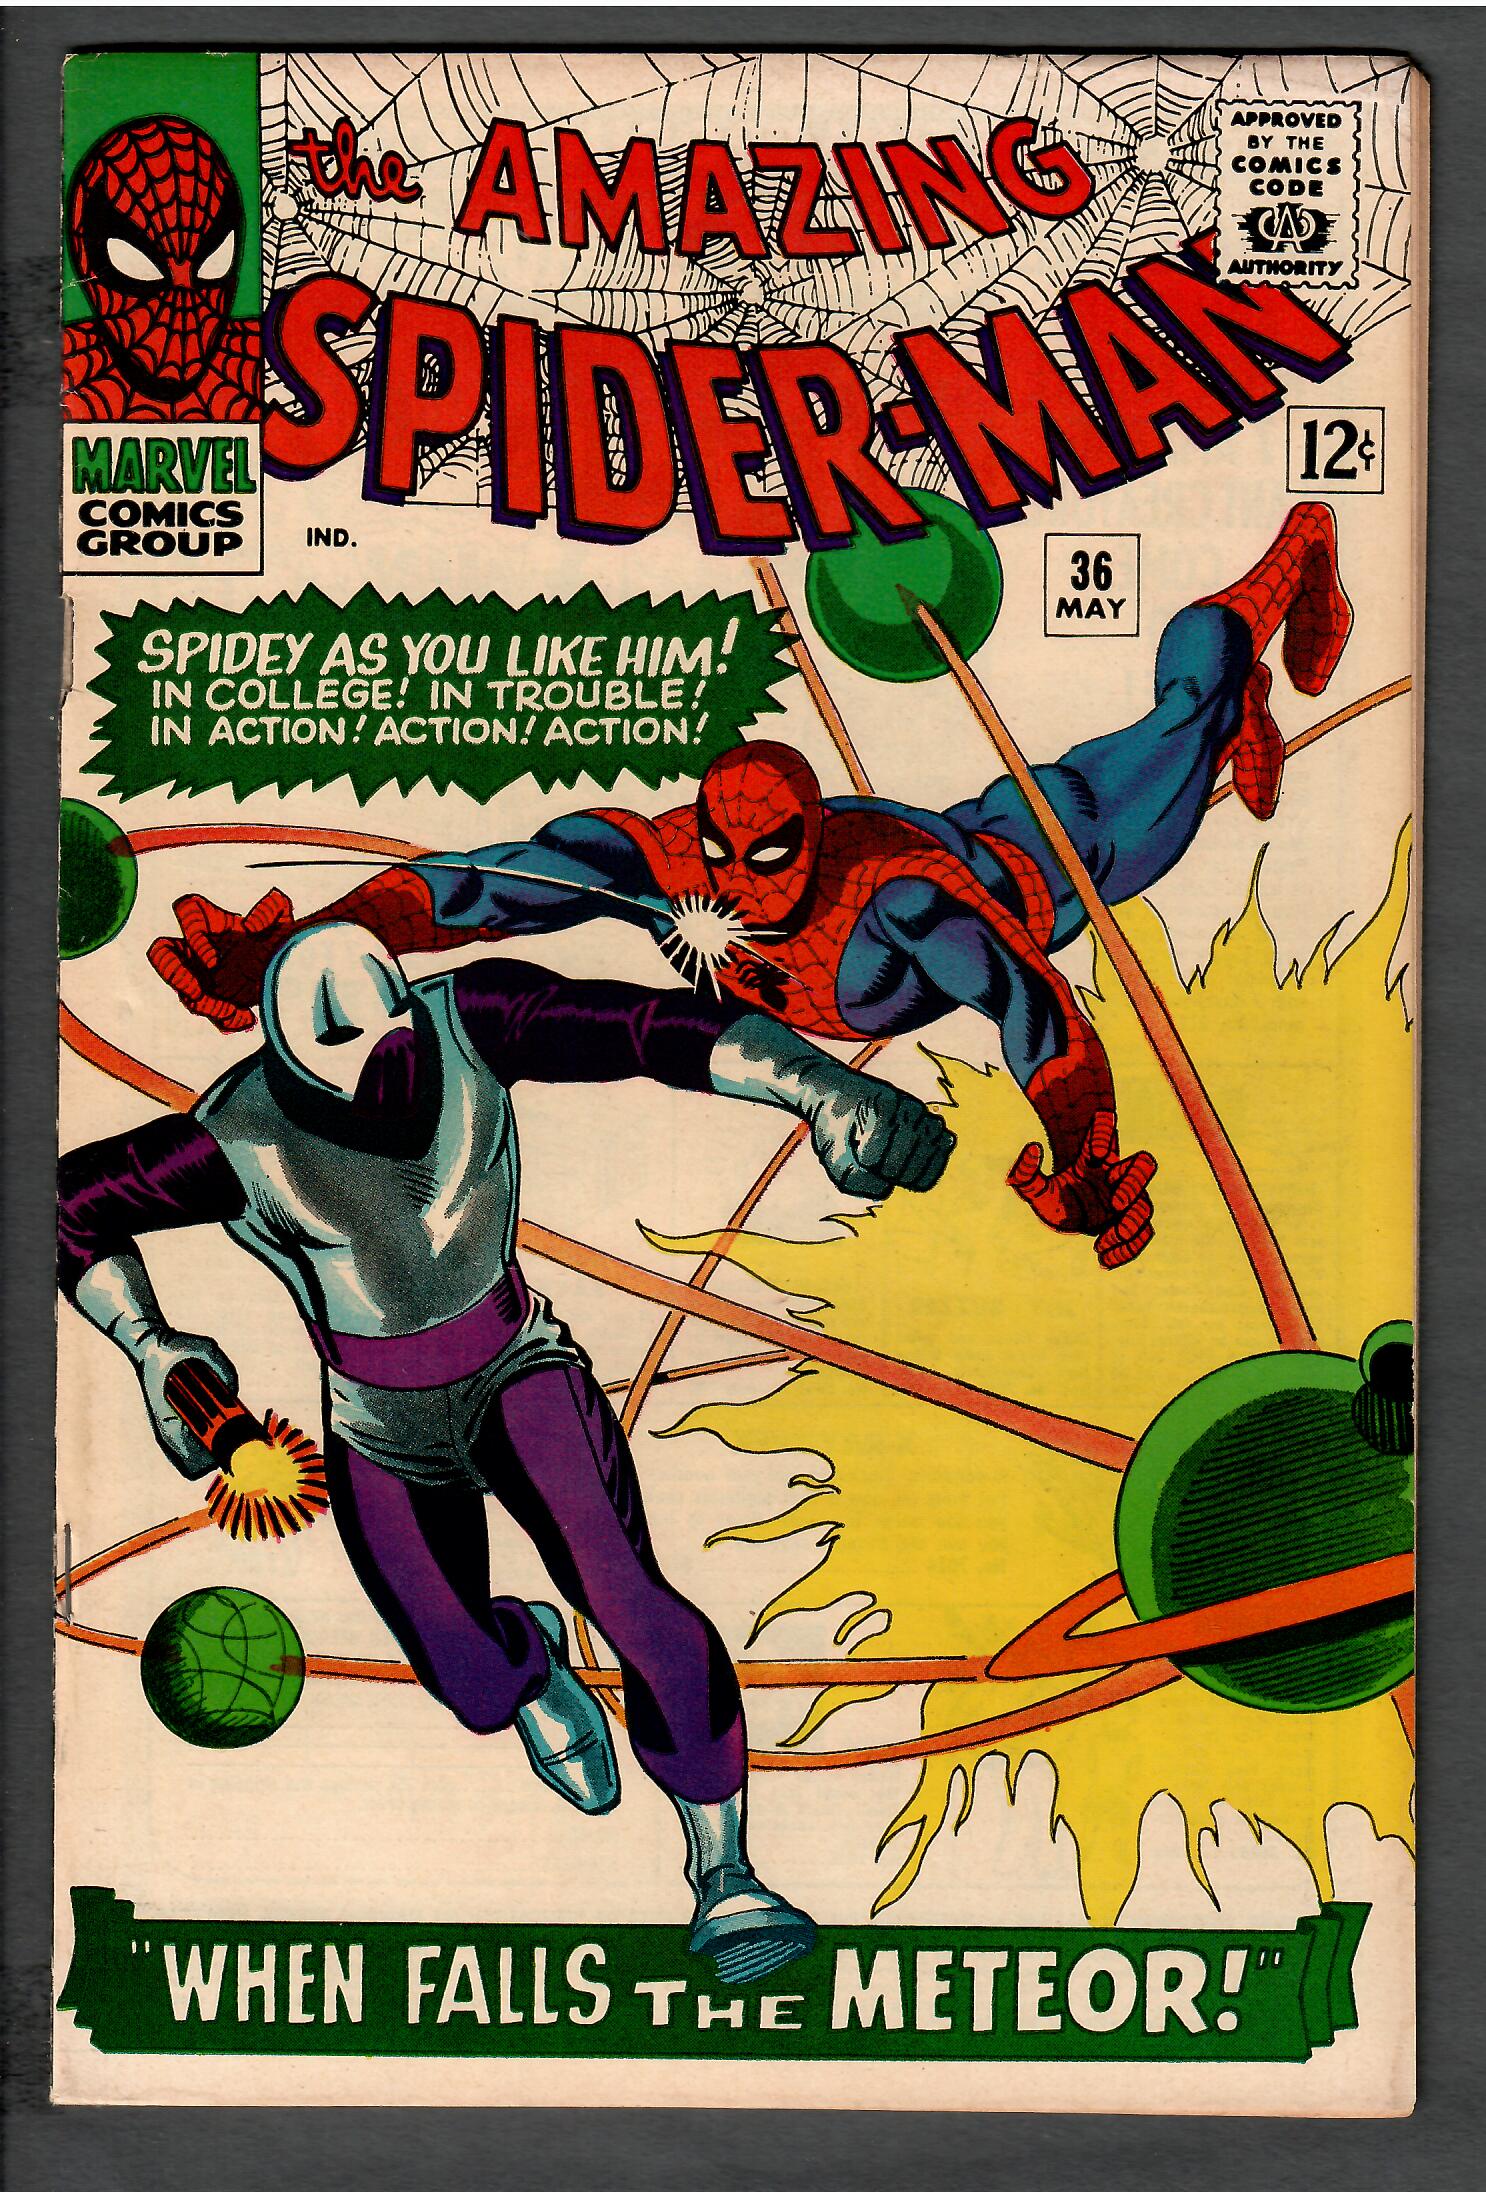 the AMAZING
SPIDER-MAN
APPROVED
BY THE
COMICS
CODE
CA
AUTHORITY
MARVEL
COMICS
GROUP
IND.
12¢
36
MAY
SPIDEY AS YOU LIKE HIM!
IN COLLEGE! IN TROUBLE!
IN ACTION! ACTION! ACTION!
"WHEN FALLS THE METEOR!"